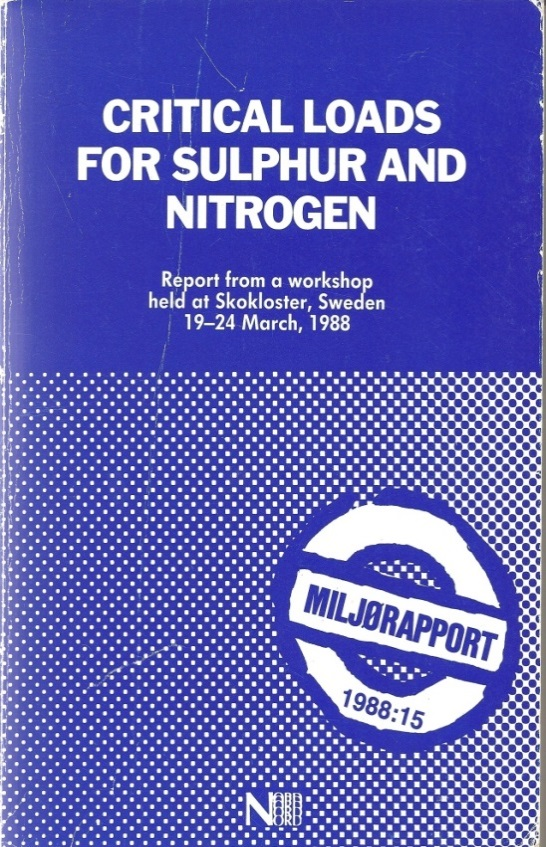 CRITICAL LOADS
FOR SULPHUR AND
NITROGEN
Report from a workshop
held at Skokloster, Sweden
19–24 March, 1988
MILJØRAPPORT
1988:15
NORD